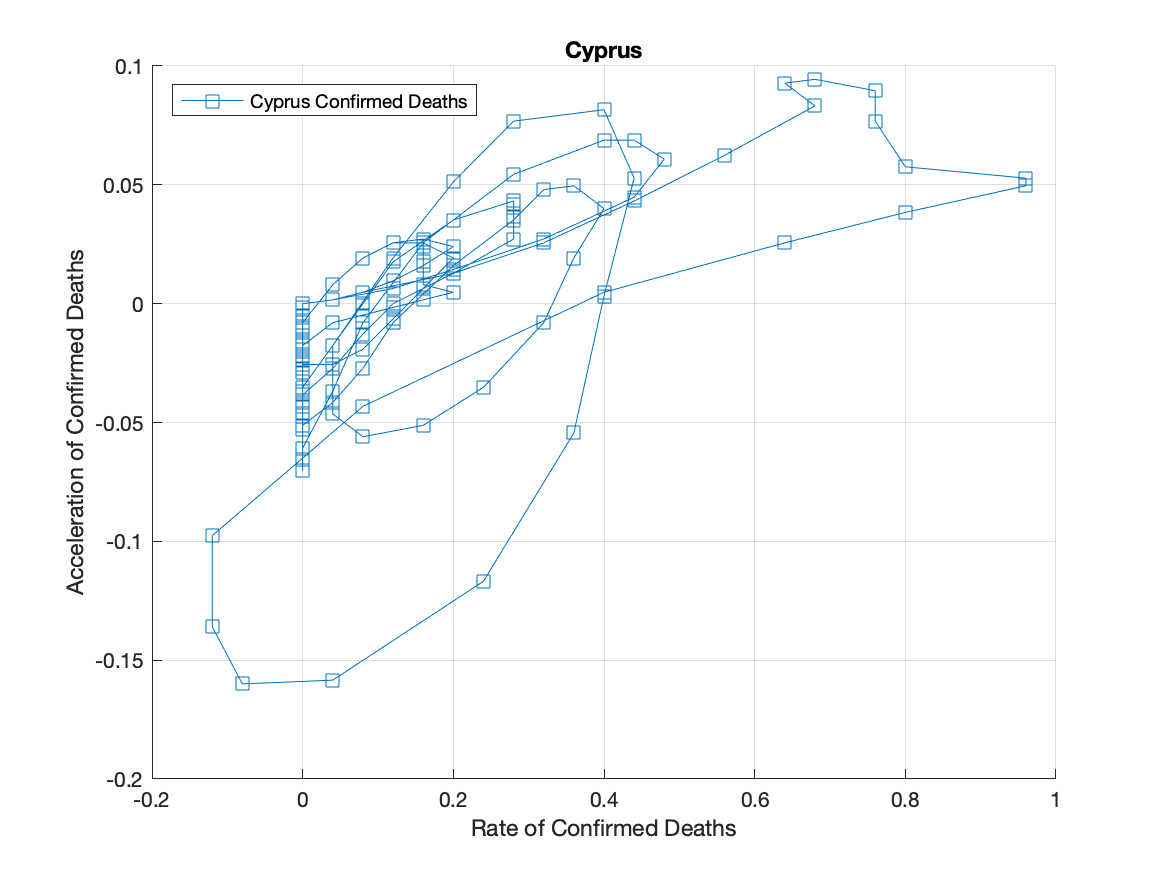 Cyprus
Cyprus Confirmed Deaths
Acceleration of Confirmed Deaths
0.1
0.05
0
-0.05
-0.1
-0.15
-0.2
-0.2 0 0.2 0.4 0.6 0.8 1
Rate of Confirmed Deaths